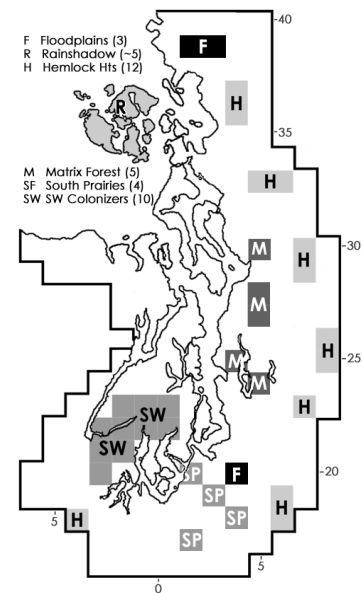 -40
F Floodplains (3)
R Rainshadow (~5)
H Hemlock Hts (12)
F
H
R
-35
M Matrix Forest (5)
SF South Prairies (4)
SW SW Colonizers (10)
H
M
-30
H
M
H
M
-25
M
H
SW
SW
SP
F
-20
SP
H
5
H
SP
SP
5
0